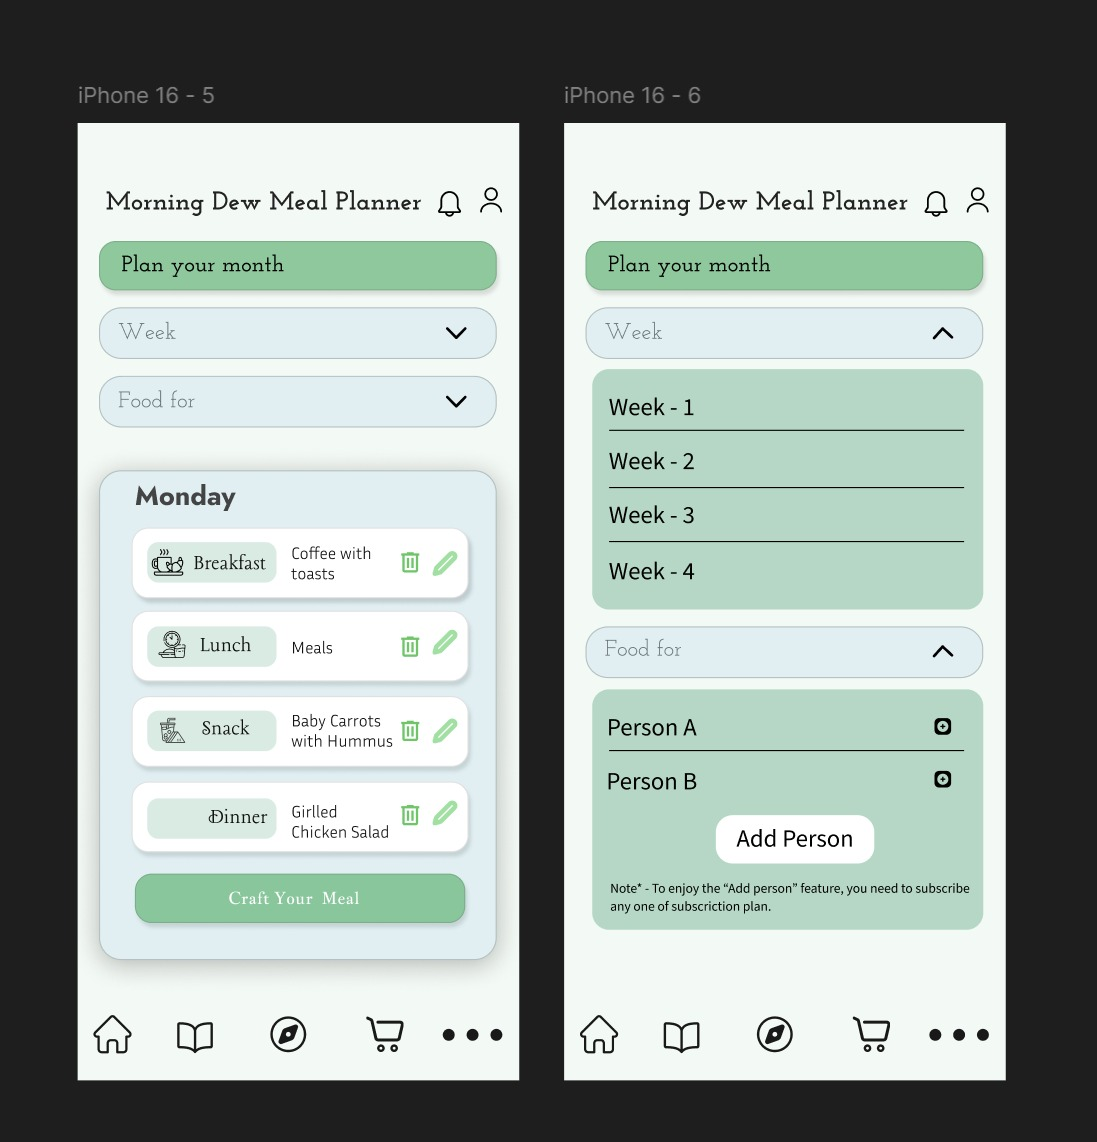 iPhone 16 - 5
Morning Dew Meal Planner
Plan your month
Week
Food for
Monday
Breakfast
Coffee with
toasts
Lunch
Meals
Snack
Baby Carrots
with Hummus
Dinner
Girlled
Chicken Salad
Craft Your Meal
iPhone 16 - 6
Morning Dew Meal Planner
Plan your month
Week
Week - 1
Week - 2
Week - 3
Week - 4
Food for
Person A
Person B
Add Person
Note* - To enjoy the “Add person” feature, you need to subscribe
any one of subscriction plan.